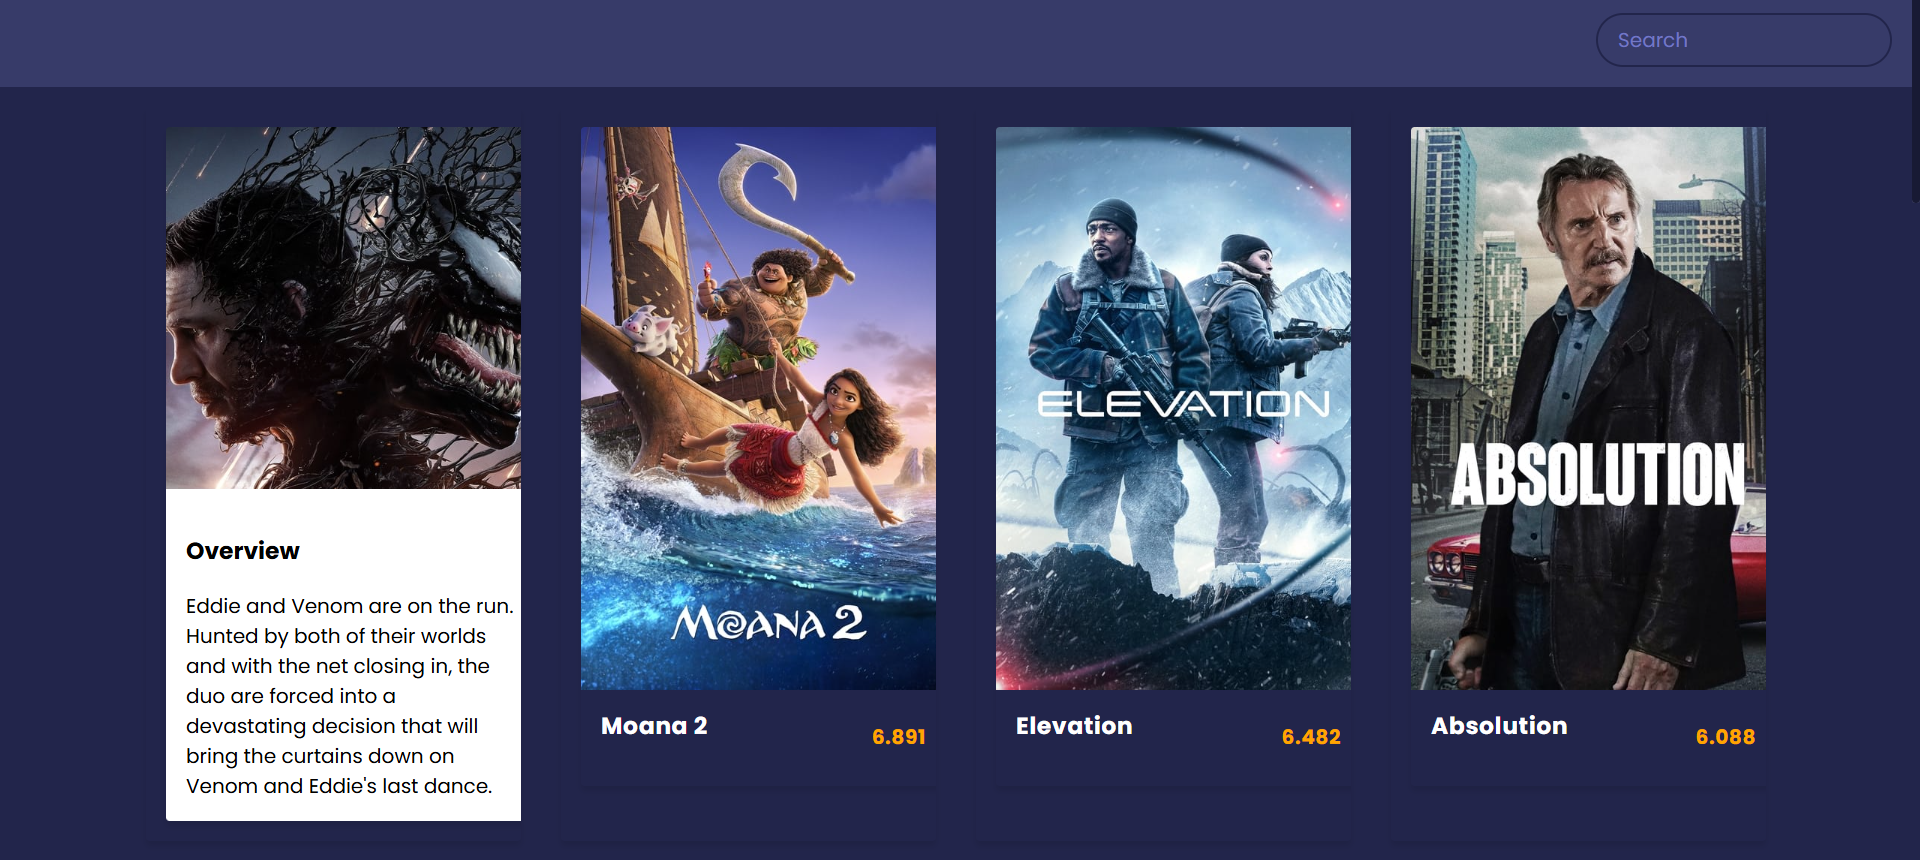 Search
Overview
Eddie and Venom are on the run.
Hunted by both of their worlds
and with the net closing in, the
duo are forced into a
devastating decision that will
bring the curtains down on
Venom and Eddie's last dance.
MOANA 2
Moana 2
6.891
ELEVATION
Elevation
6.482
ABSOLUTION
Absolution
6.088